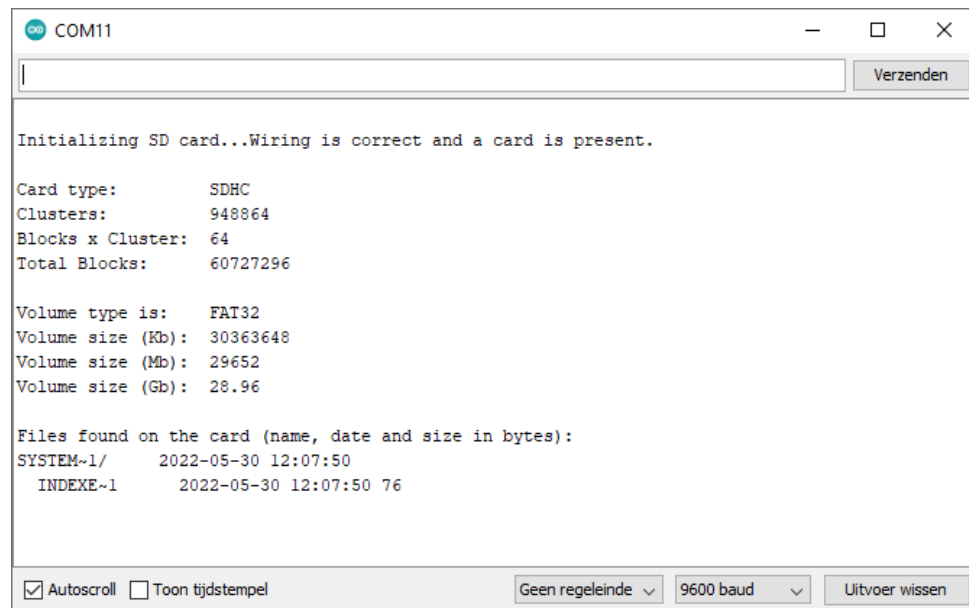 COM11
Verzenden
Initializing SD card...Wiring is correct and a card is present.
Card type: SDHC
Clusters: 948864
Blocks x Cluster: 64
Total Blocks: 60727296
Volume type is: FAT32
Volume size (Kb): 30363648
Volume size (Mb): 29652
Volume size (Gb): 28.96
Files found on the card (name, date and size in bytes):
SYSTEM~1/ 2022-05-30 12:07:50
INDEXE~1 2022-05-30 12:07:50 76
Autoscroll Toon tijdstempel Geen regeleinde 9600 baud Uitvoer wissen